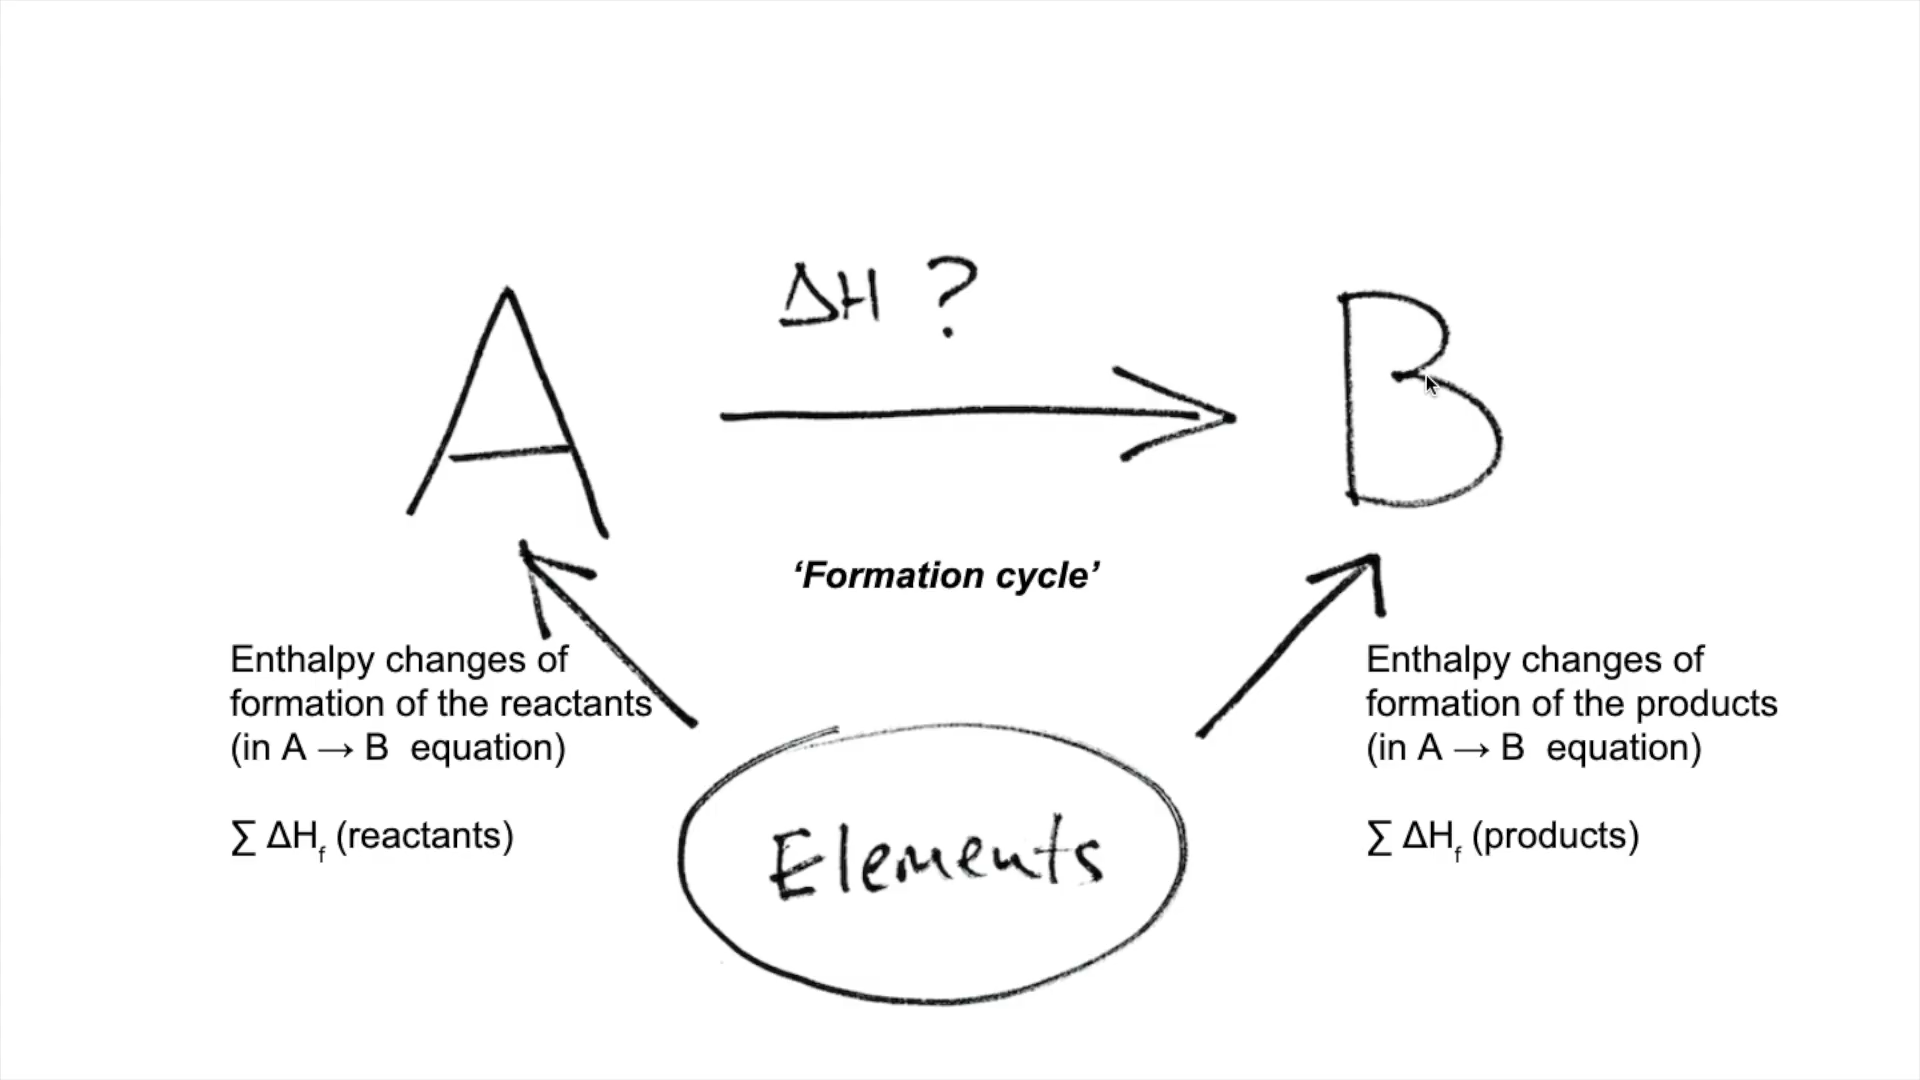 ΔH ?
A
B
‘Formation cycle’
Enthalpy changes of
formation of the reactants
(in A → B equation)
∑ ΔHf (reactants)
Enthalpy changes of
formation of the products
(in A → B equation)
∑ ΔHf (products)
Elements